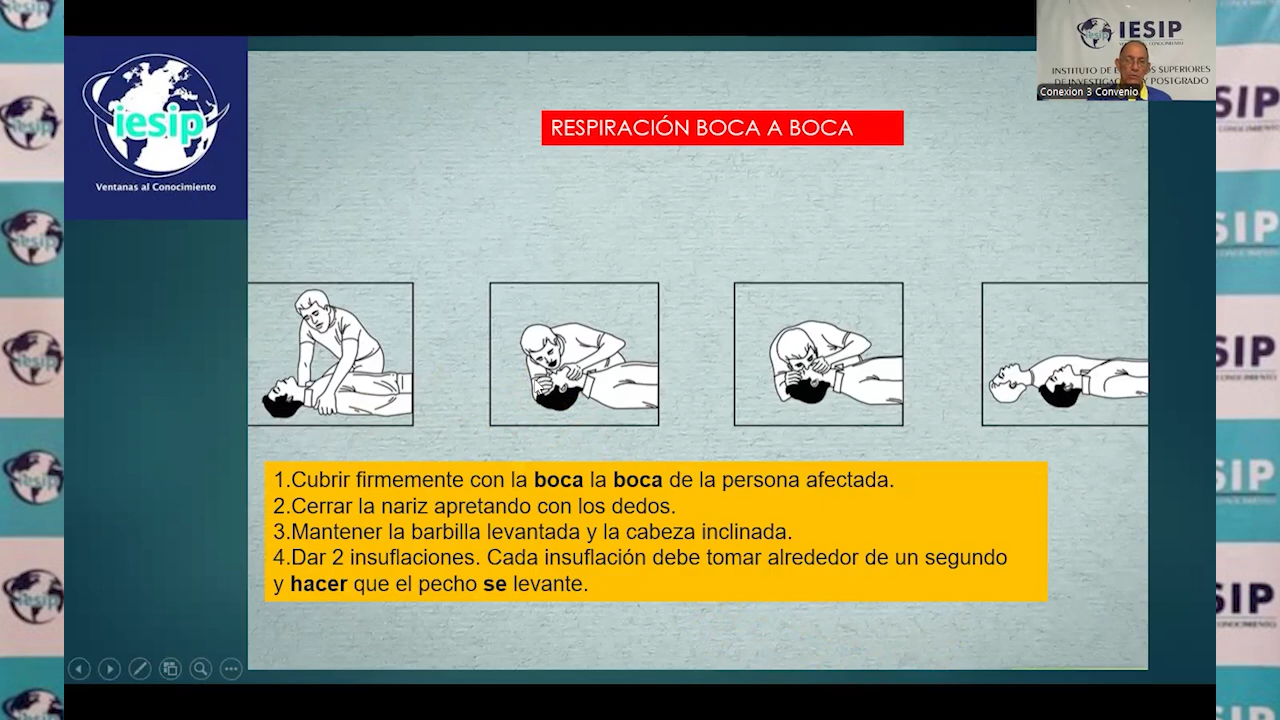 IESIP
INSTITUTO DE
SUPERIORES
DE INVESTIGACIÓN Y POSTGRADO
Conexion 3 Convenio
iesip
Ventanas al Conocimiento
RESPIRACIÓN BOCA A BOCA
1.Cubrir firmemente con la boca la boca de la persona afectada.
2.Cerrar la nariz apretando con los dedos.
3.Mantener la barbilla levantada y la cabeza inclinada.
4.Dar 2 insuflaciones. Cada insuflación debe tomar alrededor de un segundo
y hacer que el pecho se levante.